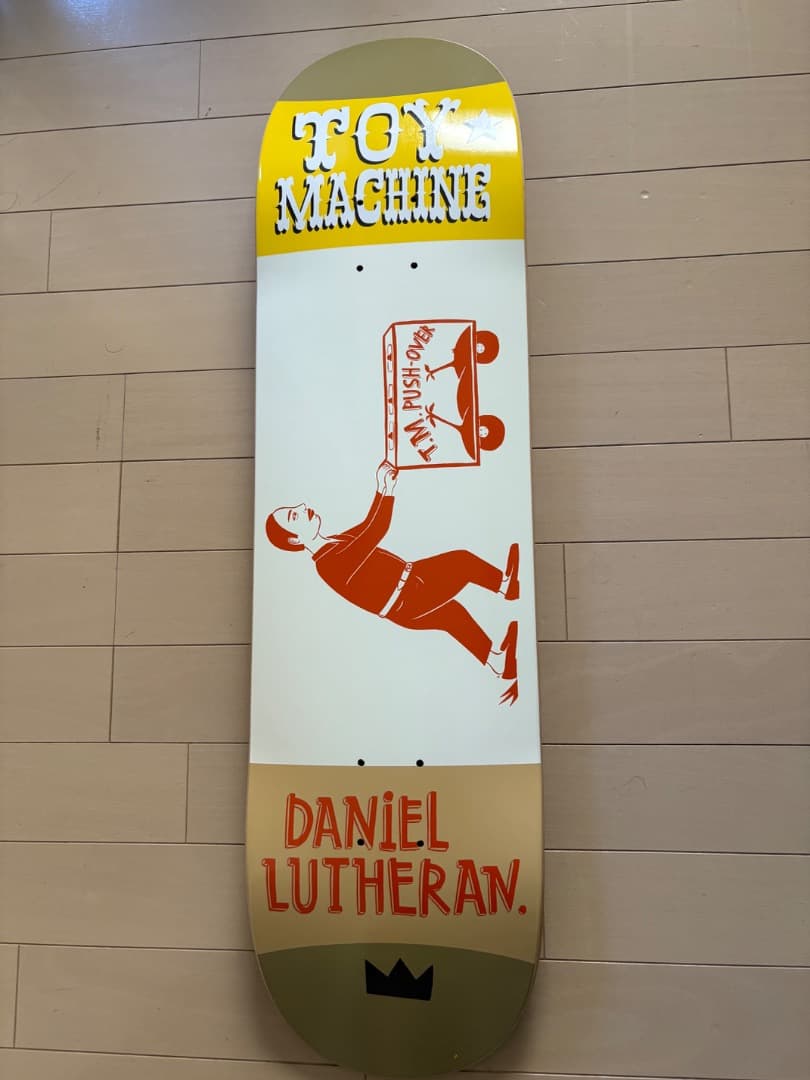 TOY
MACHINE
T.M. PUSH-OVER
DANiEL
LUTHERAN.